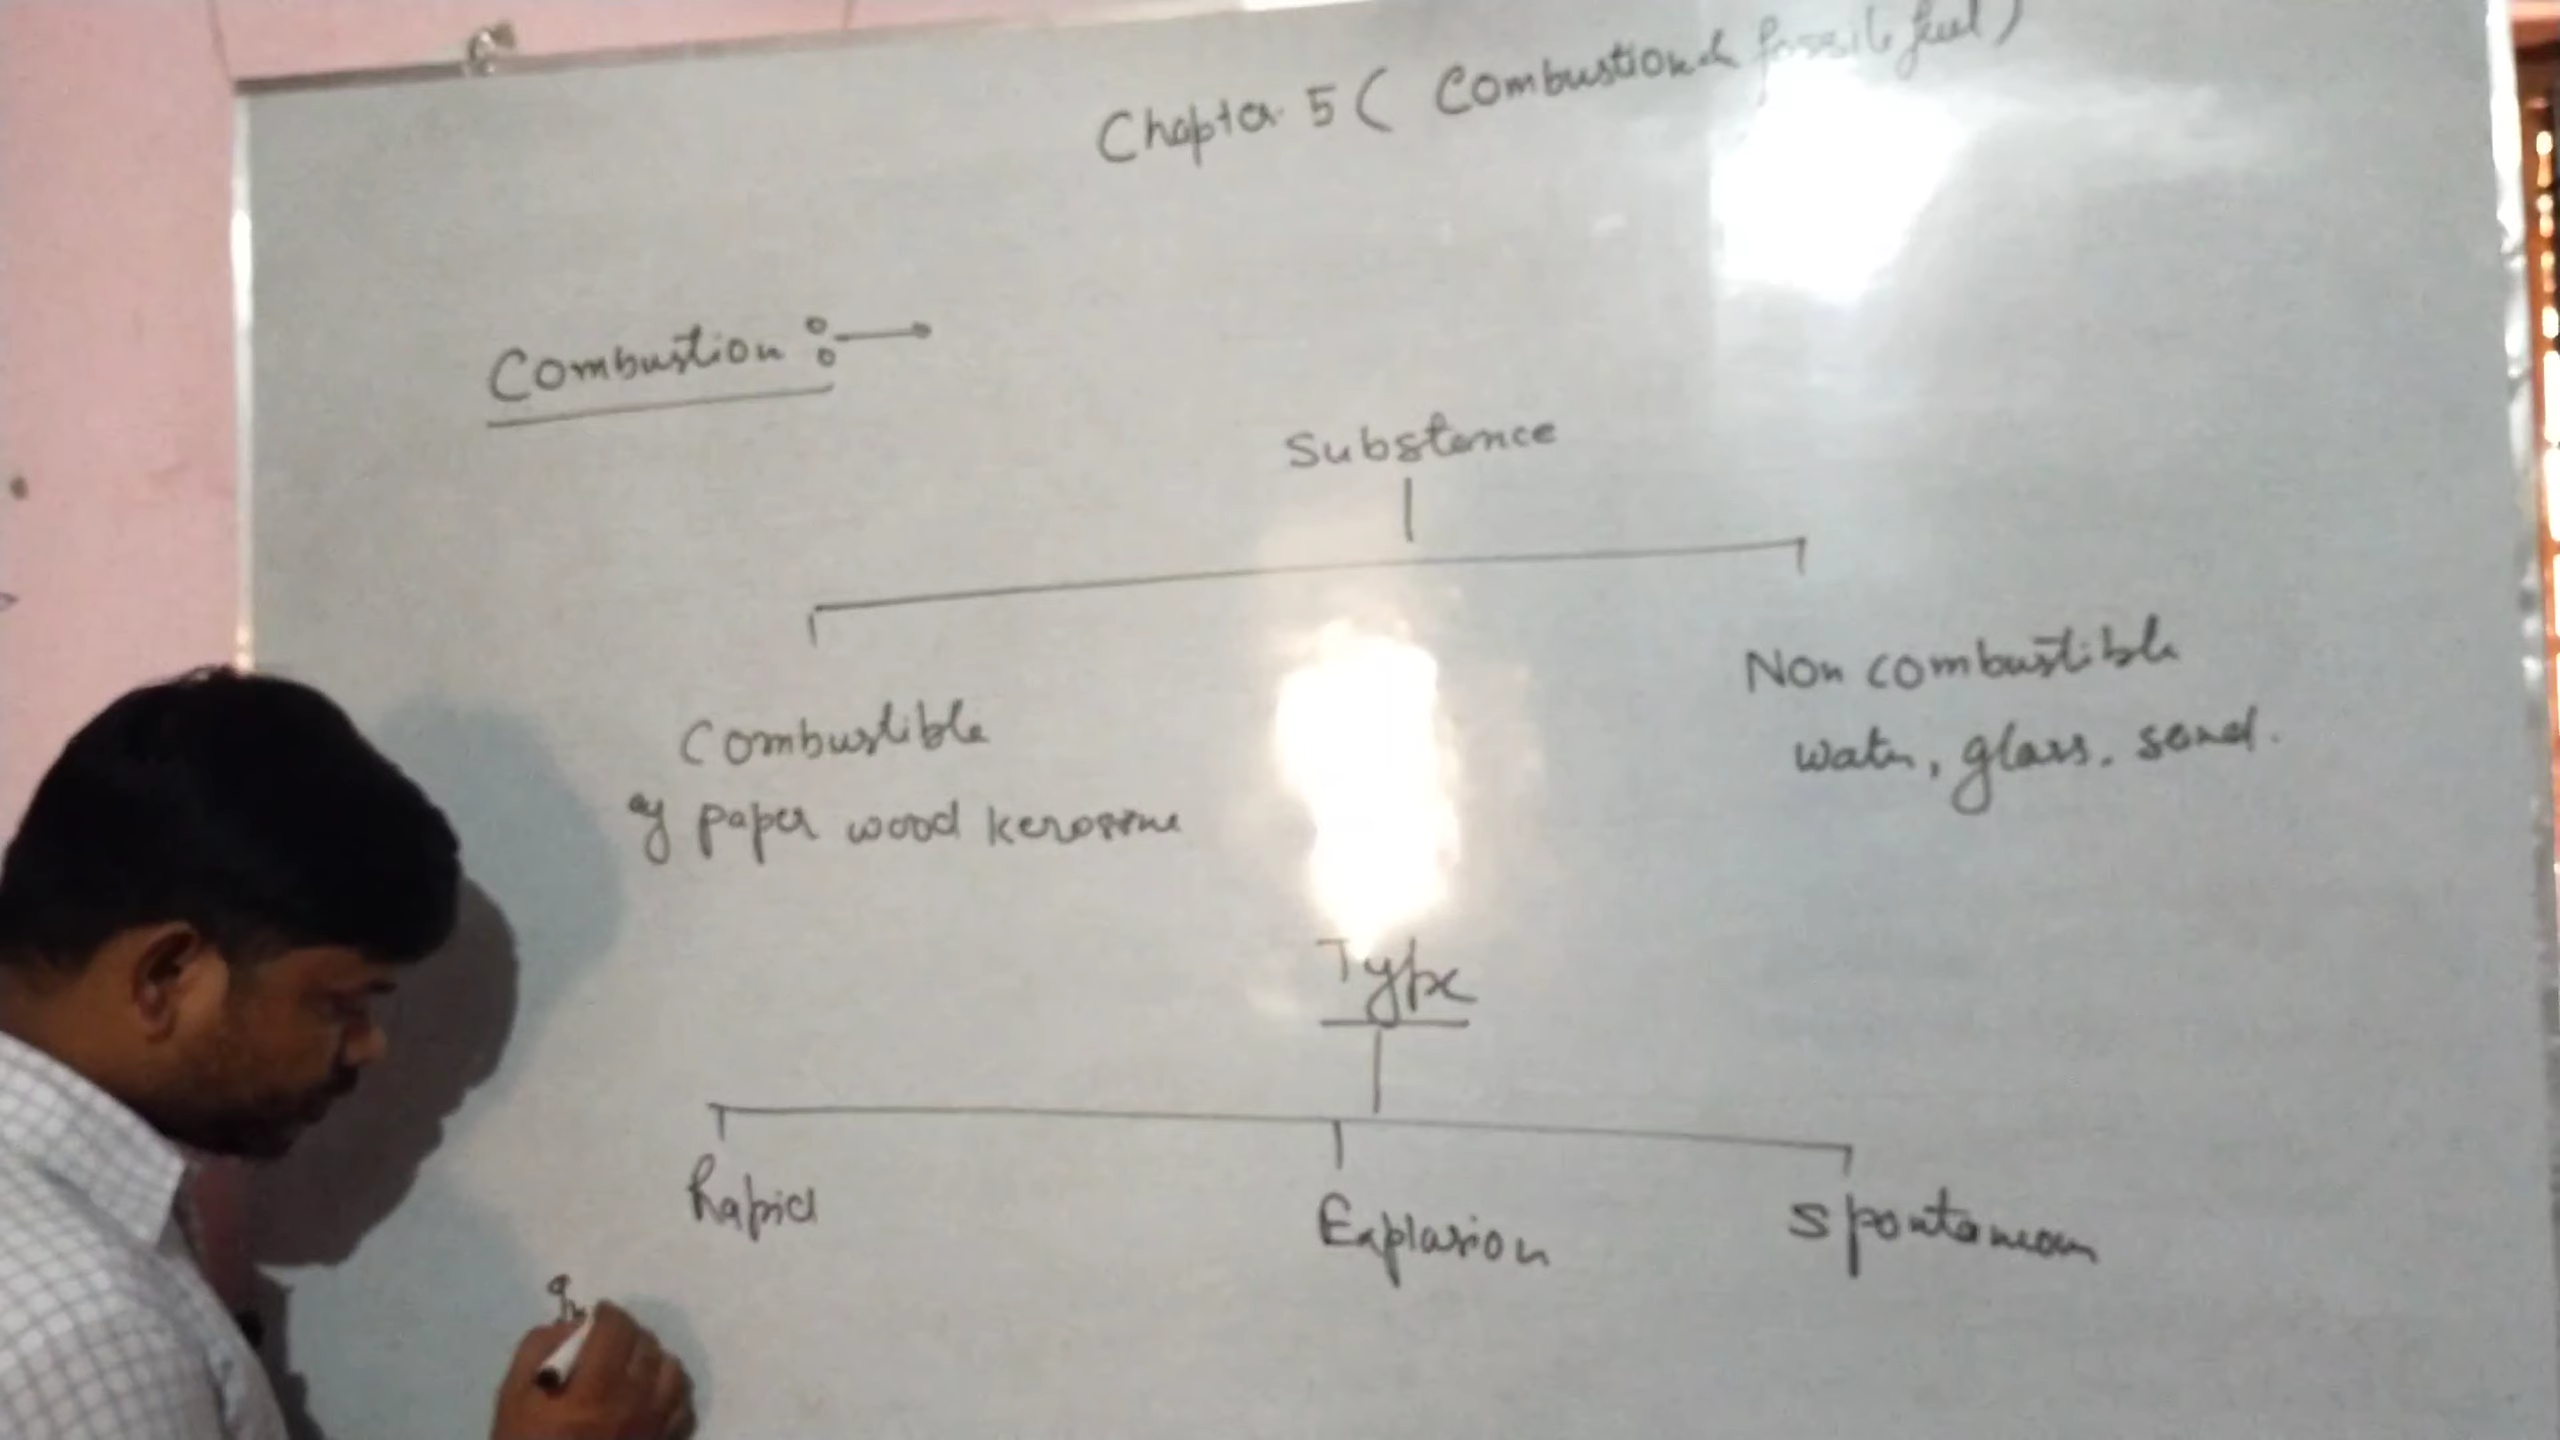 Chapter 5 ( Combustion & fossile fuel )
Combustion :→
Substance
Combustible
Non combustible
eg paper wood kerosene
water, glass, sand.
Type
Rapid
Explosion
Spontaneous